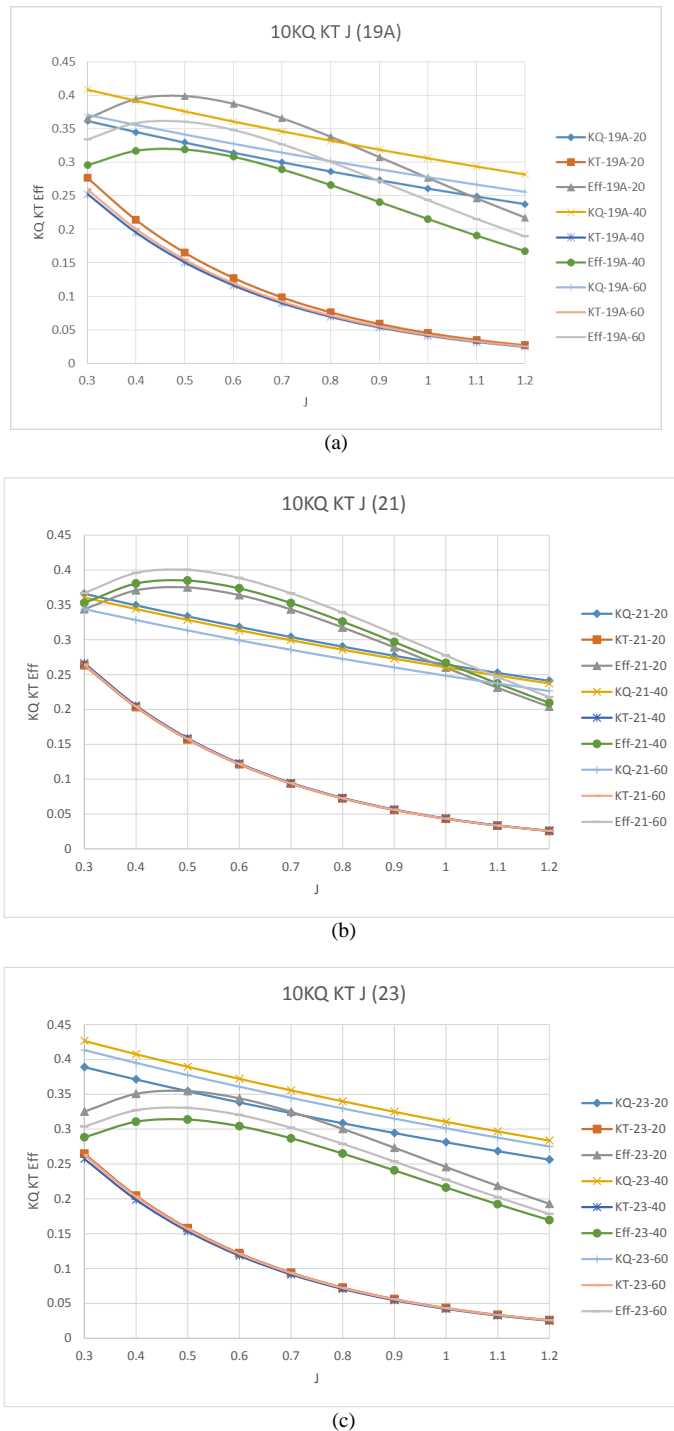 10KQ KT J (19A)
0.45
0.4
0.35
0.3
0.25
0.2
0.15
0.1
0.05
0
KQ KT Eff
0.3 0.4 0.5 0.6 0.7 0.8 0.9 1 1.1 1.2
J
KQ-19A-20
KT-19A-20
Eff-19A-20
KQ-19A-40
KT-19A-40
Eff-19A-40
KQ-19A-60
KT-19A-60
Eff-19A-60
(a)
10KQ KT J (21)
0.45
0.4
0.35
0.3
0.25
0.2
0.15
0.1
0.05
0
KQ KT Eff
0.3 0.4 0.5 0.6 0.7 0.8 0.9 1 1.1 1.2
J
KQ-21-20
KT-21-20
Eff-21-20
KQ-21-40
KT-21-40
Eff-21-40
KQ-21-60
KT-21-60
Eff-21-60
(b)
10KQ KT J (23)
0.45
0.4
0.35
0.3
0.25
0.2
0.15
0.1
0.05
0
KQ KT Eff
0.3 0.4 0.5 0.6 0.7 0.8 0.9 1 1.1 1.2
J
KQ-23-20
KT-23-20
Eff-23-20
KQ-23-40
KT-23-40
Eff-23-40
KQ-23-60
KT-23-60
Eff-23-60
(c)